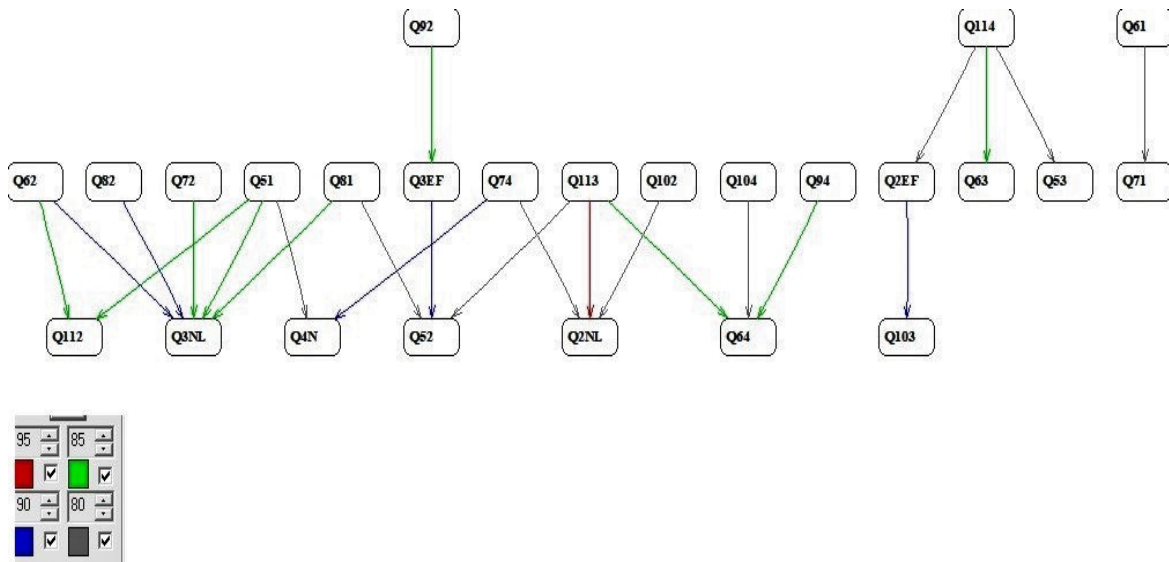 Q92 Q114 Q61
Q62 Q82 Q72 Q51 Q81 Q3EF Q74 Q113 Q102 Q104 Q94 Q2EF Q63 Q53 Q71
Q112 Q3NL Q4N Q52 Q2NL Q64 Q103
95 85
90 80